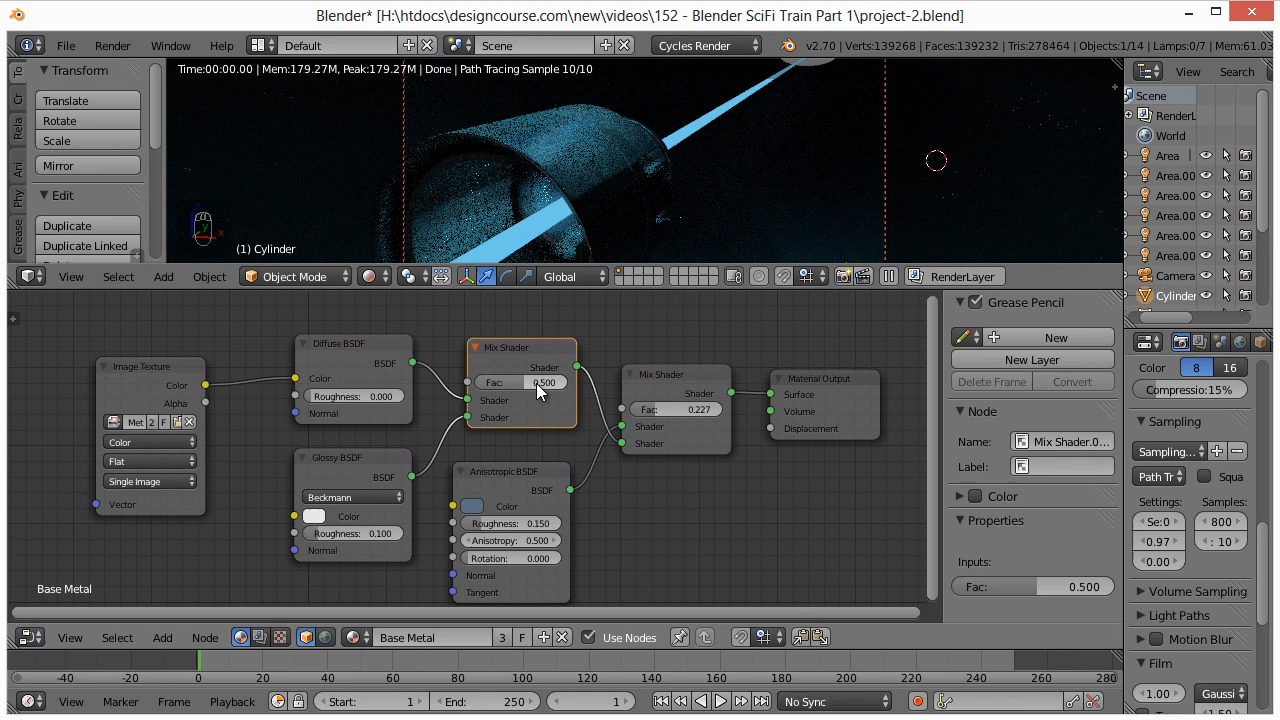 Blender* [H:\htdocs\designcourse.com\new\videos\152 - Blender SciFi Train Part 1\project-2.blend]
File Render Window Help Default Scene Cycles Render v2.70 | Verts:139268 | Faces:139232 | Tris:278464 | Objects:1/14 | Lamps:0/7 | Mem:61.03
Time:00:00.00 | Mem:179.27M, Peak:179.27M | Done | Path Tracing Sample 10/10
To
Cr
Rela
Ani
Phy
Grease
Transform
Translate
Rotate
Scale
Mirror
Edit
Duplicate
Duplicate Linked
y
x
(1) Cylinder
View Select Add Object Object Mode Global RenderLayer
View Search
Scene
RenderL
World
Area
Area.00
Area.00
Area.00
Area.00
Area.00
Camera
Cylinder
Image Texture
Color
Alpha
Met 2 F
Color
Flat
Single Image
Vector
Diffuse BSDF
BSDF
Color
Roughness: 0.000
Normal
Glossy BSDF
BSDF
Beckmann
Color
Roughness: 0.100
Normal
Mix Shader
Shader
Fac: 0.500
Shader
Shader
Anisotropic BSDF
BSDF
Color
Roughness: 0.150
Anisotropy: 0.500
Rotation: 0.000
Normal
Tangent
Mix Shader
Shader
Fac: 0.227
Shader
Shader
Material Output
Surface
Volume
Displacement
Base Metal
Grease Pencil
New
New Layer
Delete Frame Convert
Node
Name: Mix Shader.0...
Label:
Color
Properties
Inputs:
Fac: 0.500
Color 8 16
Compressio:15%
Sampling
Sampling...
Path Tr Squa
Settings: Samples:
Se:0 800
0.97 : 10
0.00
Volume Sampling
Light Paths
Motion Blur
Film
1.00 Gaussi
View Select Add Node Base Metal 3 F Use Nodes
-40 -20 0 20 40 60 80 100 120 140 160 180 200 220 240 260 280
View Marker Frame Playback Start: 1 End: 250 1 No Sync